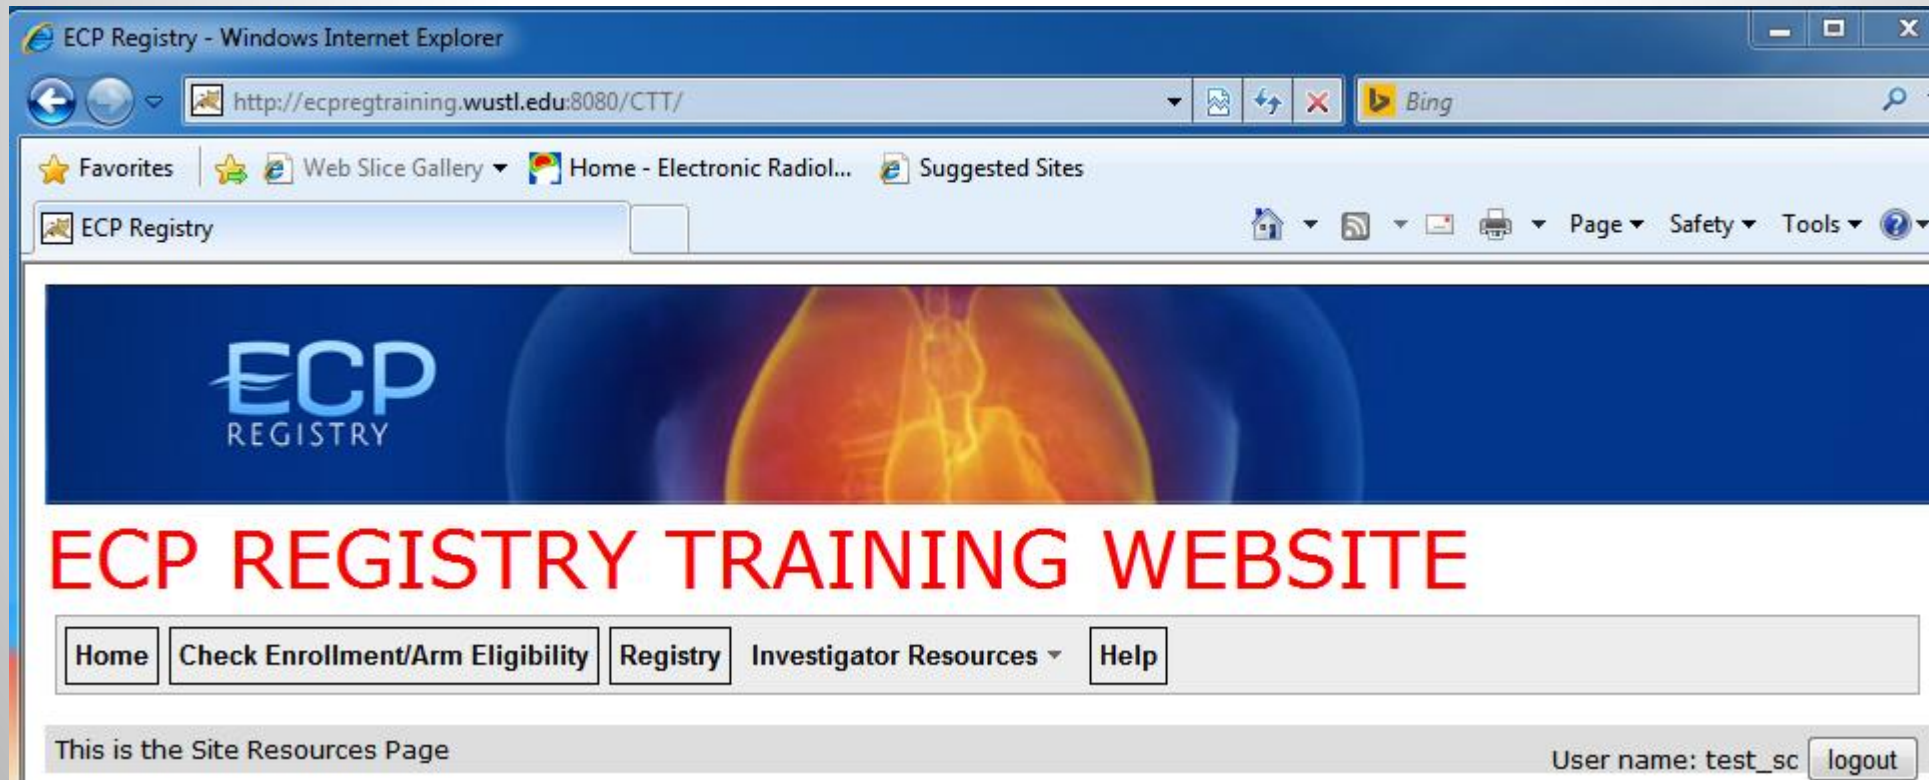 ECP Registry - Windows Internet Explorer
http://ecpregtraining.wustl.edu:8080/CTT/
Bing
Favorites Web Slice Gallery Home - Electronic Radiol... Suggested Sites
ECP Registry Page Safety Tools
ECP
REGISTRY
ECP REGISTRY TRAINING WEBSITE
Home Check Enrollment/Arm Eligibility Registry Investigator Resources Help
This is the Site Resources Page
User name: test_sc logout